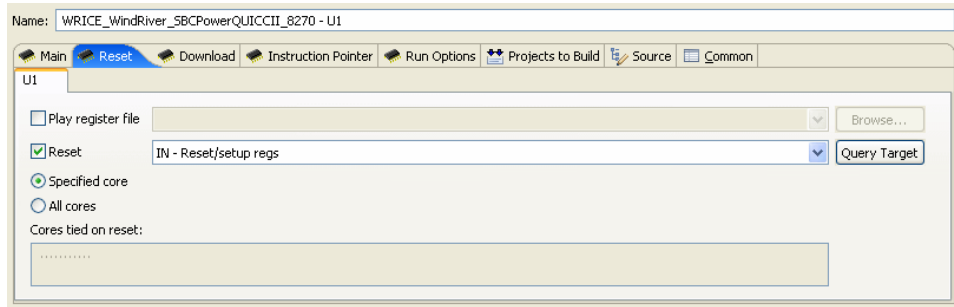 Name: WRICE_WindRiver_SBCPowerQUICCII_8270 - U1
Main Reset Download Instruction Pointer Run Options Projects to Build Source Common
U1
Play register file Browse...
Reset IN - Reset/setup regs Query Target
Specified core
All cores
Cores tied on reset:
...........